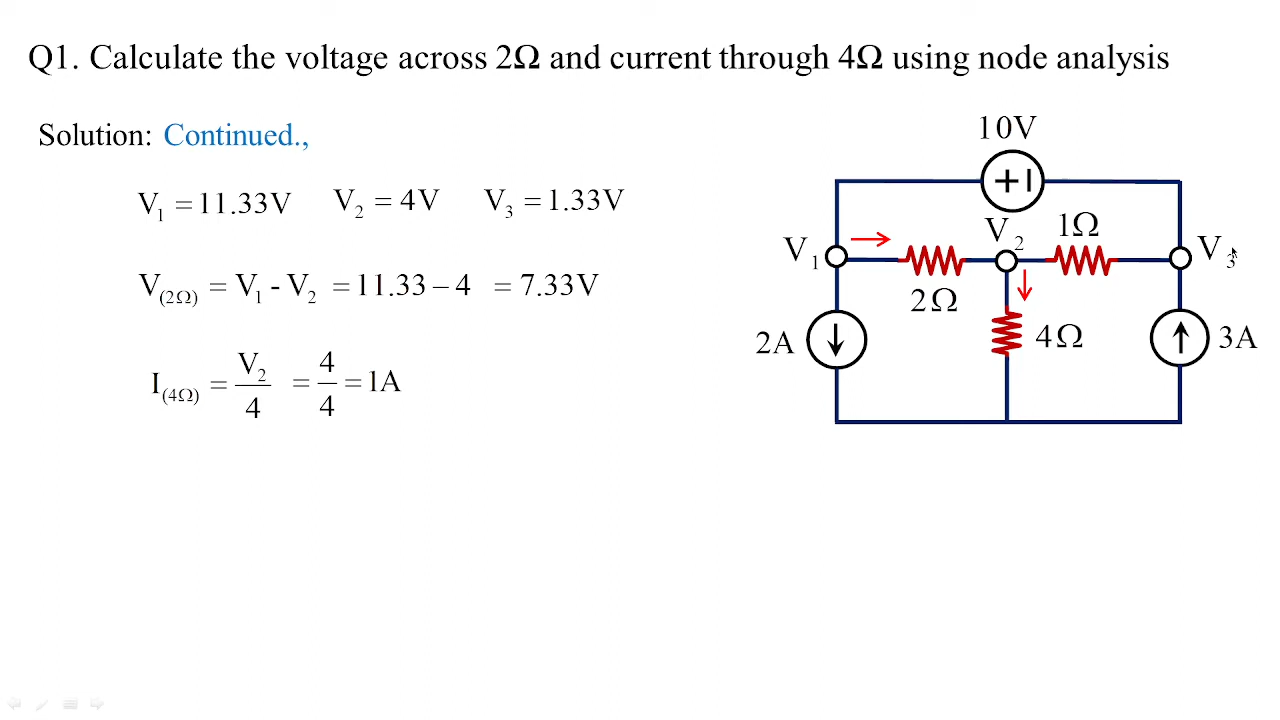 Q1. Calculate the voltage across 2Ω and current through 4Ω using node analysis
Solution: Continued.,
V₁ = 11.33V V₂ = 4V V₃ = 1.33V
V₍₂Ω₎ = V₁ - V₂ = 11.33 – 4 = 7.33V
I₍₄Ω₎ = V₂/4 = 4/4 = 1A
10V
+ I
V₁
V₂
1Ω
V₃
2Ω
2A
4Ω
3A